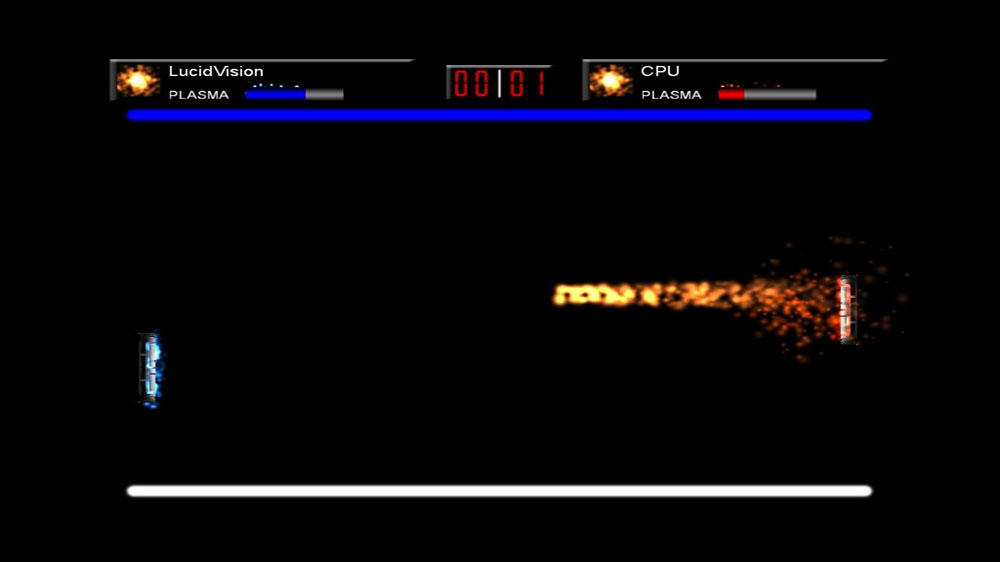 LucidVision
PLASMA
00|01
CPU
PLASMA